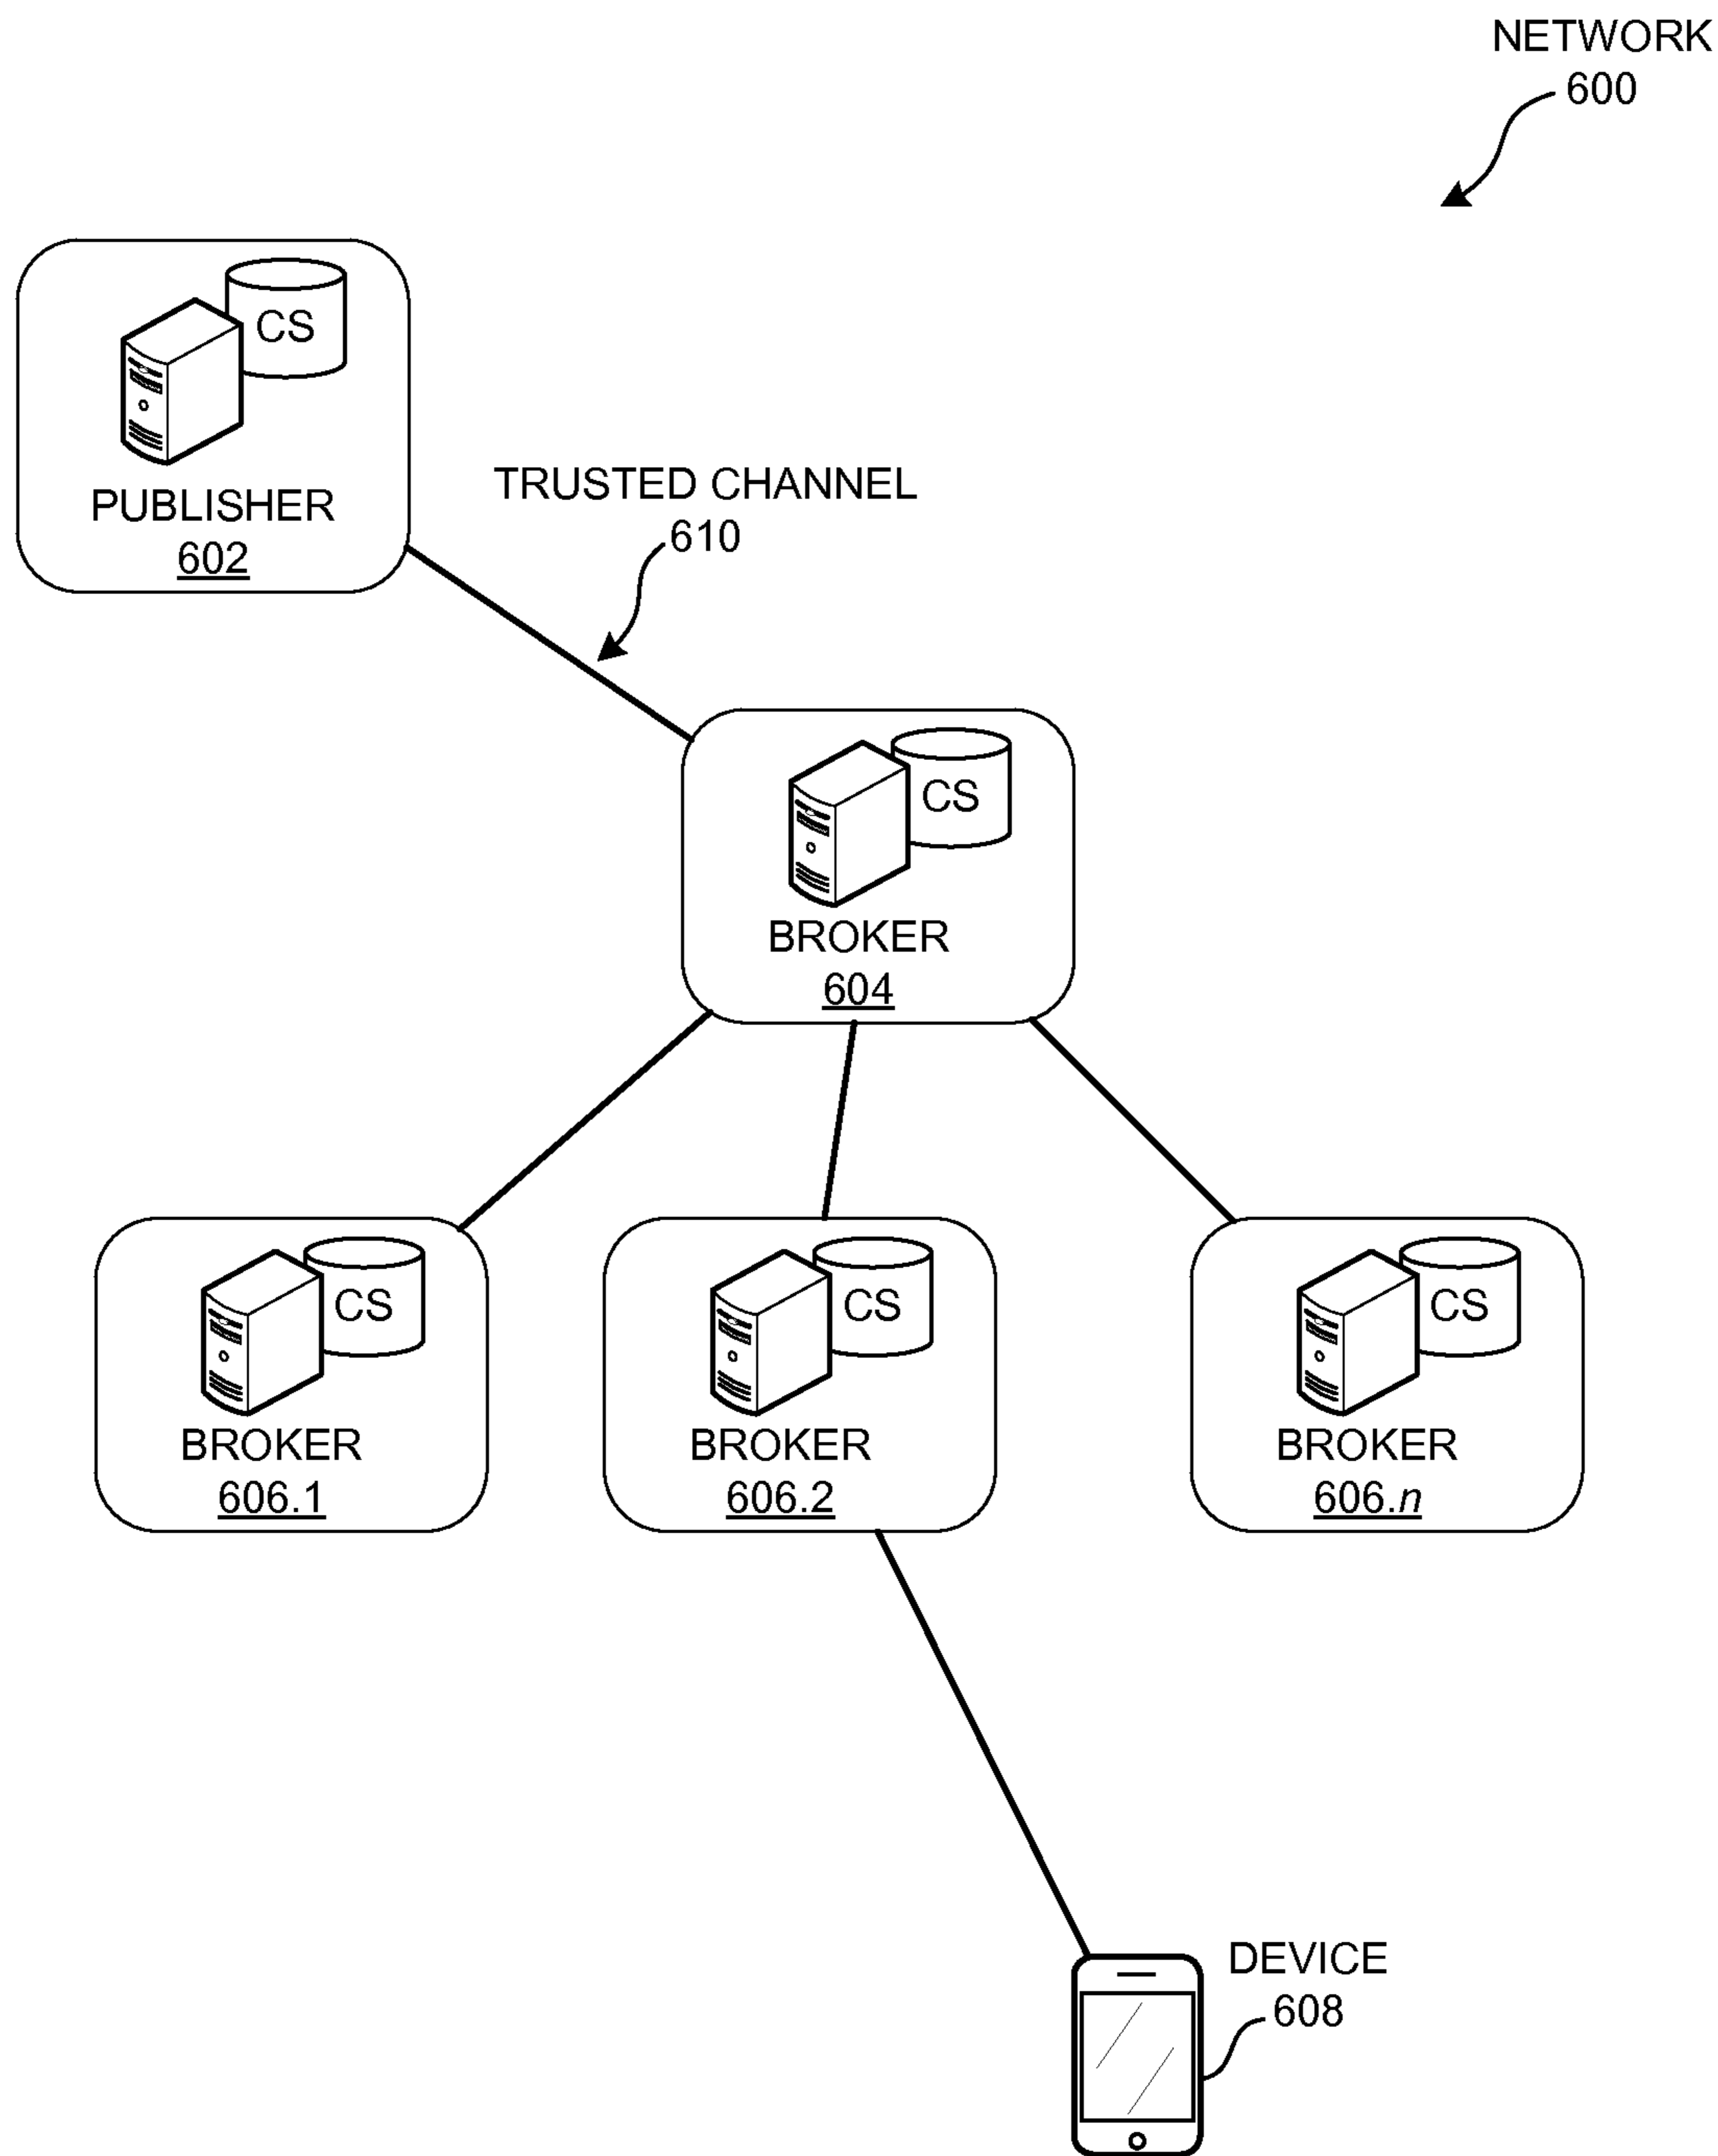 NETWORK
600
CS
PUBLISHER
602
TRUSTED CHANNEL
610
CS
BROKER
604
CS
BROKER
606.1
CS
BROKER
606.2
CS
BROKER
606.n
DEVICE
608